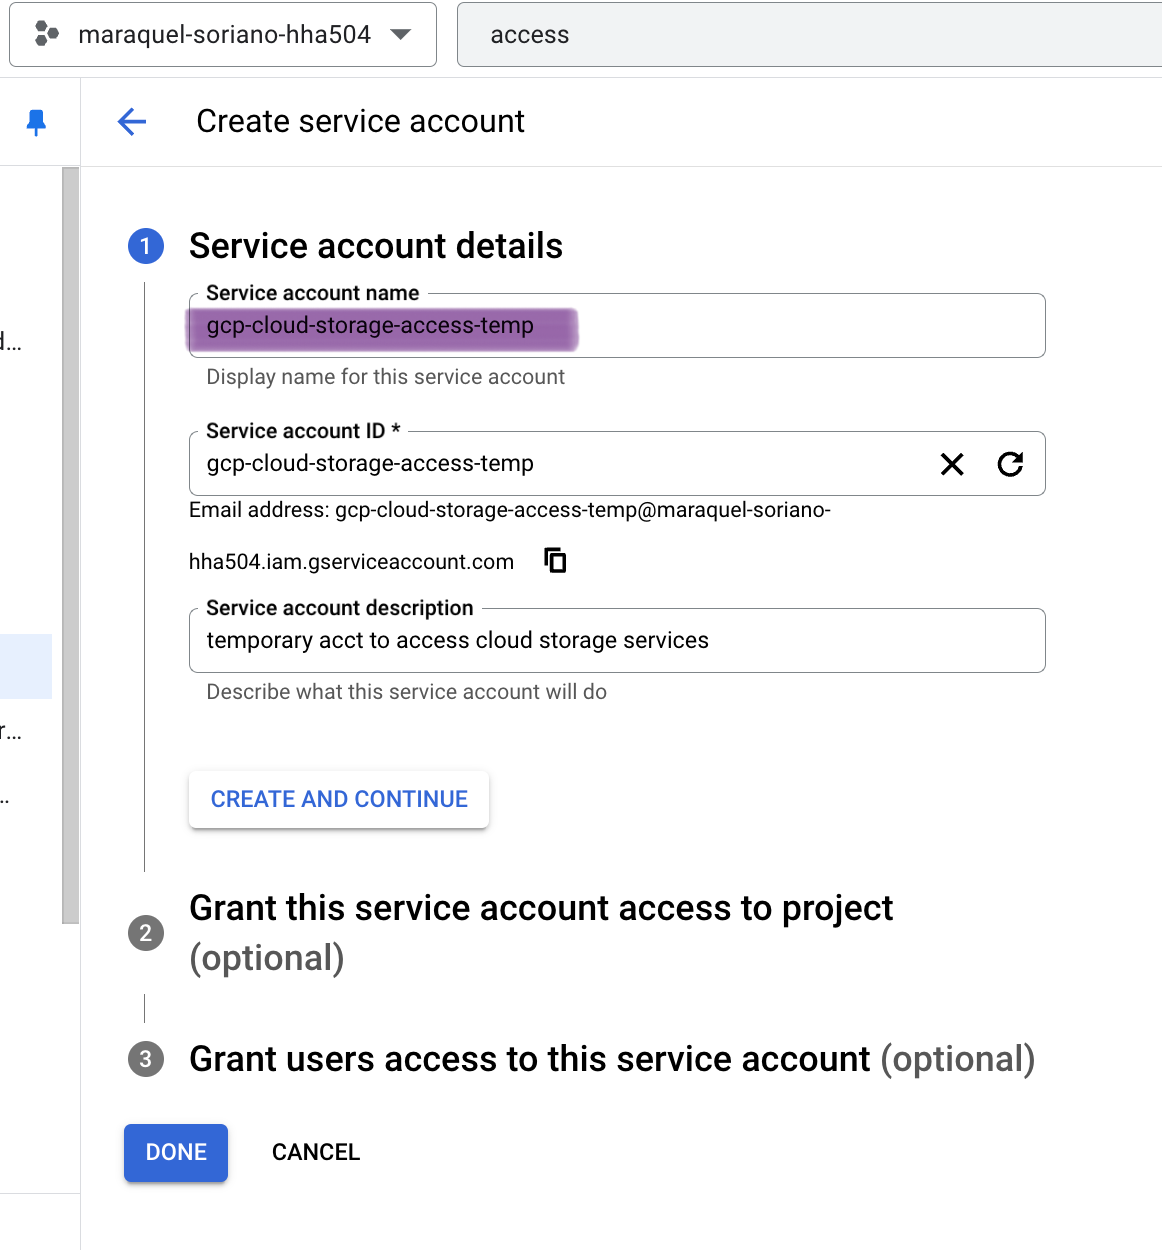 maraquel-soriano-hha504
access
Create service account
d...
r...
..
1
Service account details
Service account name
gcp-cloud-storage-access-temp
Display name for this service account
Service account ID *
gcp-cloud-storage-access-temp
Email address: gcp-cloud-storage-access-temp@maraquel-soriano-
hha504.iam.gserviceaccount.com
Service account description
temporary acct to access cloud storage services
Describe what this service account will do
CREATE AND CONTINUE
2
Grant this service account access to project
(optional)
3
Grant users access to this service account (optional)
DONE
CANCEL